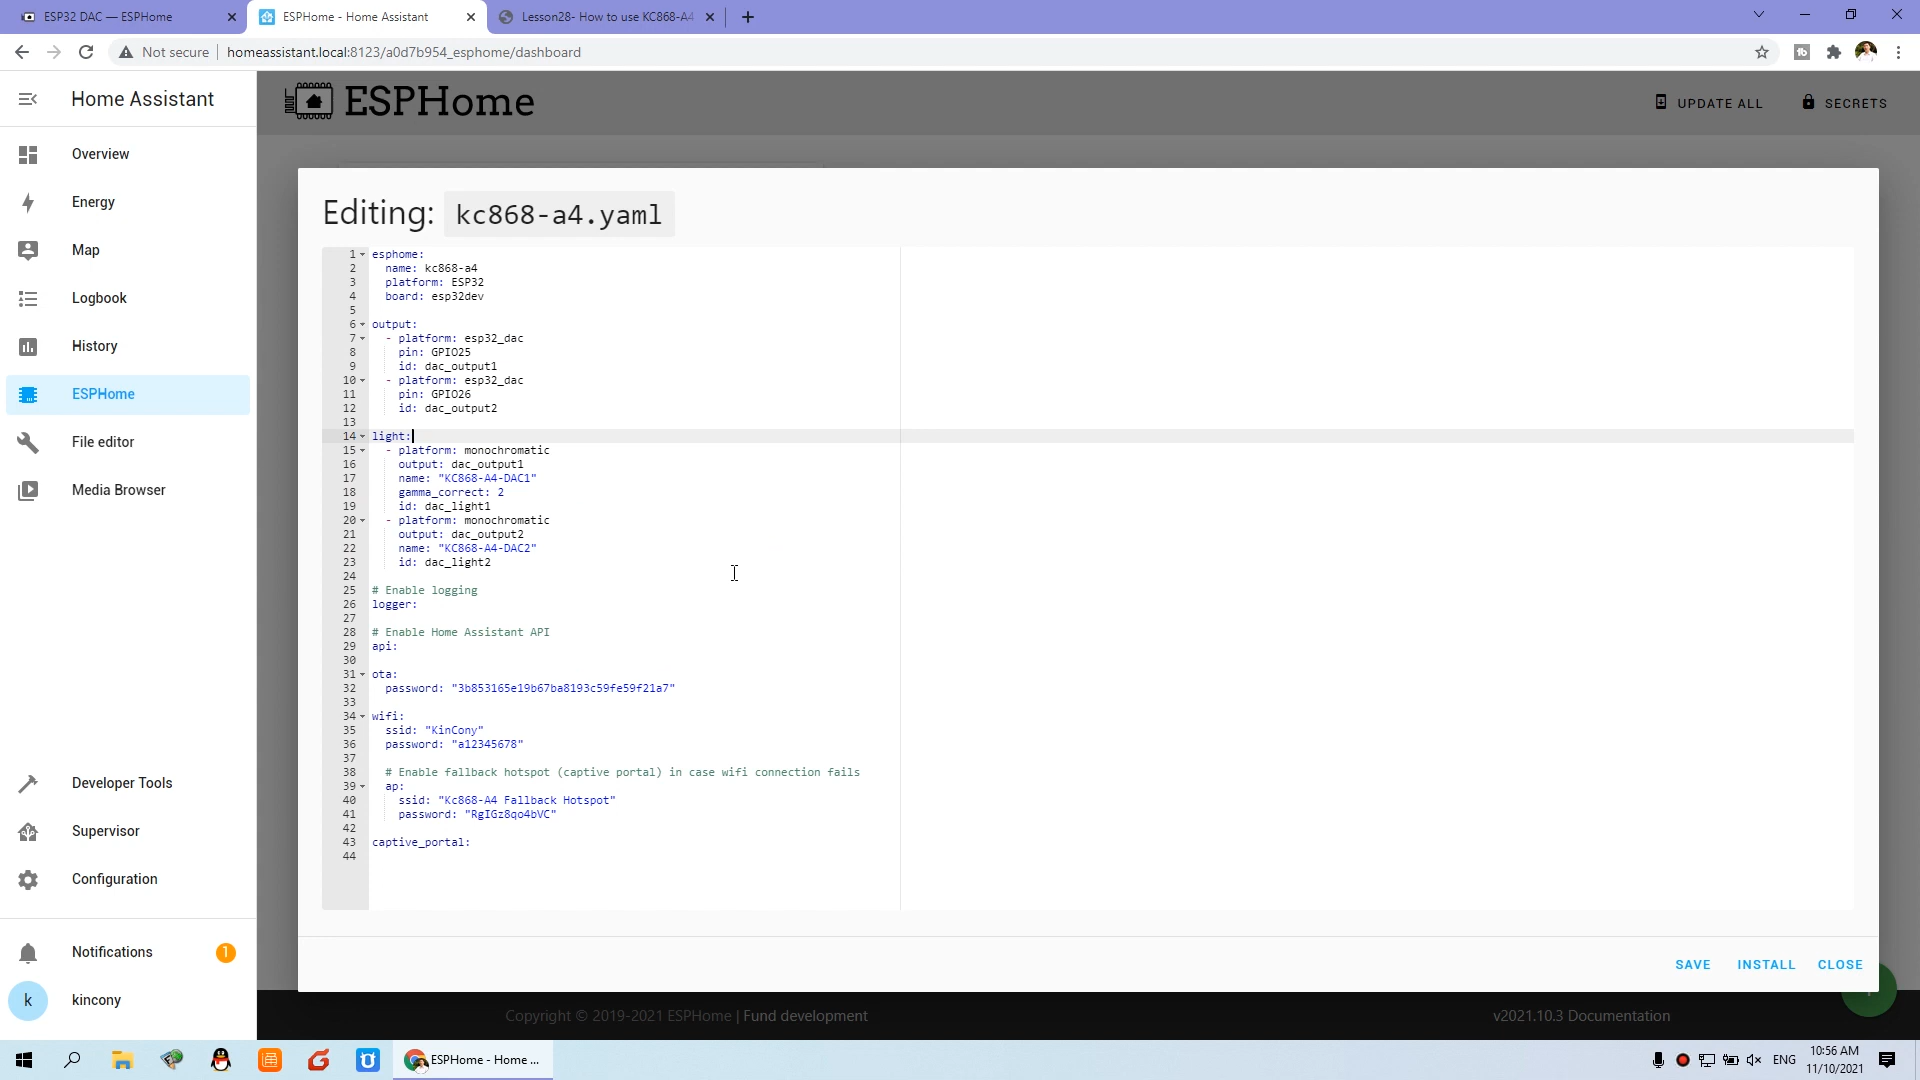 ESP32 DAC — ESPHome
ESPHome - Home Assistant
Lesson28- How to use KC868-A4
Not secure
homeassistant.local:8123/a0d7b954_esphome/dashboard
Home Assistant
ESPHome
UPDATE ALL
SECRETS
Overview
Energy
Map
Logbook
History
ESPHome
File editor
Media Browser
Developer Tools
Supervisor
Configuration
Notifications
1
k
kincony
Editing: kc868-a4.yaml
1 esphome:
2 name: kc868-a4
3 platform: ESP32
4 board: esp32dev
5
6 output:
7 - platform: esp32_dac
8 pin: GPIO25
9 id: dac_output1
10 - platform: esp32_dac
11 pin: GPIO26
12 id: dac_output2
13
14 light:
15 - platform: monochromatic
16 output: dac_output1
17 name: "KC868-A4-DAC1"
18 gamma_correct: 2
19 id: dac_light1
20 - platform: monochromatic
21 output: dac_output2
22 name: "KC868-A4-DAC2"
23 id: dac_light2
24
25 # Enable logging
26 logger:
27
28 # Enable Home Assistant API
29 api:
30
31 ota:
32 password: "3b853165e19b67ba8193c59fe59f21a7"
33
34 wifi:
35 ssid: "KinCony"
36 password: "a12345678"
37
38 # Enable fallback hotspot (captive portal) in case wifi connection fails
39 ap:
40 ssid: "Kc868-A4 Fallback Hotspot"
41 password: "RgIGz8qo4bVC"
42
43 captive_portal:
44
SAVE
INSTALL
CLOSE
Copyright © 2019-2021 ESPHome | Fund development
v2021.10.3 Documentation
ESPHome - Home ...
ENG
10:56 AM
11/10/2021